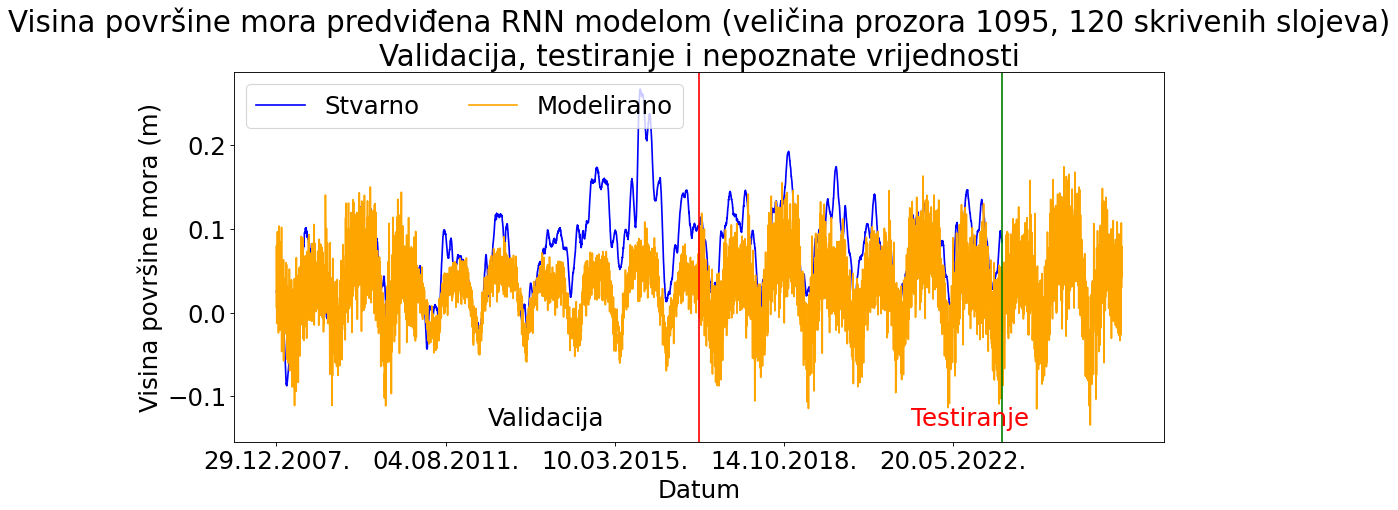 Visina površine mora predviđena RNN modelom (veličina prozora 1095, 120 skrivenih slojeva)
Validacija, testiranje i nepoznate vrijednosti
Stvarno
Modelirano
Visina površine mora (m)
0.2
0.1
0.0
−0.1
Validacija
Testiranje
29.12.2007.
04.08.2011.
10.03.2015.
14.10.2018.
20.05.2022.
Datum